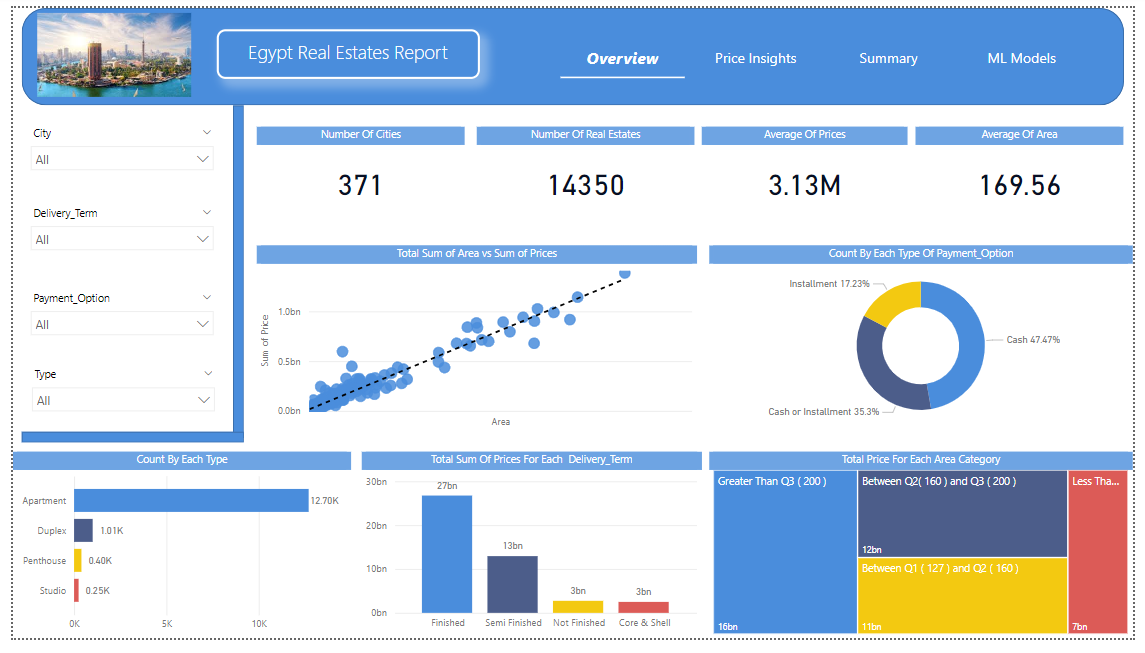 Egypt Real Estates Report
Overview
Price Insights
Summary
ML Models
City
All
Delivery_Term
All
Payment_Option
All
Type
All
Number Of Cities
371
Number Of Real Estates
14350
Average Of Prices
3.13M
Average Of Area
169.56
Total Sum of Area vs Sum of Prices
Sum of Price
1.0bn
0.5bn
0.0bn
Area
Count By Each Type Of Payment_Option
Installment 17.23%
Cash 47.47%
Cash or Installment 35.3%
Count By Each Type
Apartment
12.70K
Duplex
1.01K
Penthouse
0.40K
Studio
0.25K
0K
5K
10K
Total Sum Of Prices For Each Delivery_Term
30bn
20bn
10bn
0bn
27bn
13bn
3bn
3bn
Finished
Semi Finished
Not Finished
Core & Shell
Total Price For Each Area Category
Greater Than Q3 ( 200 )
16bn
Between Q2( 160 ) and Q3 ( 200 )
12bn
Between Q1 ( 127 ) and Q2 ( 160 )
11bn
Less Tha...
7bn